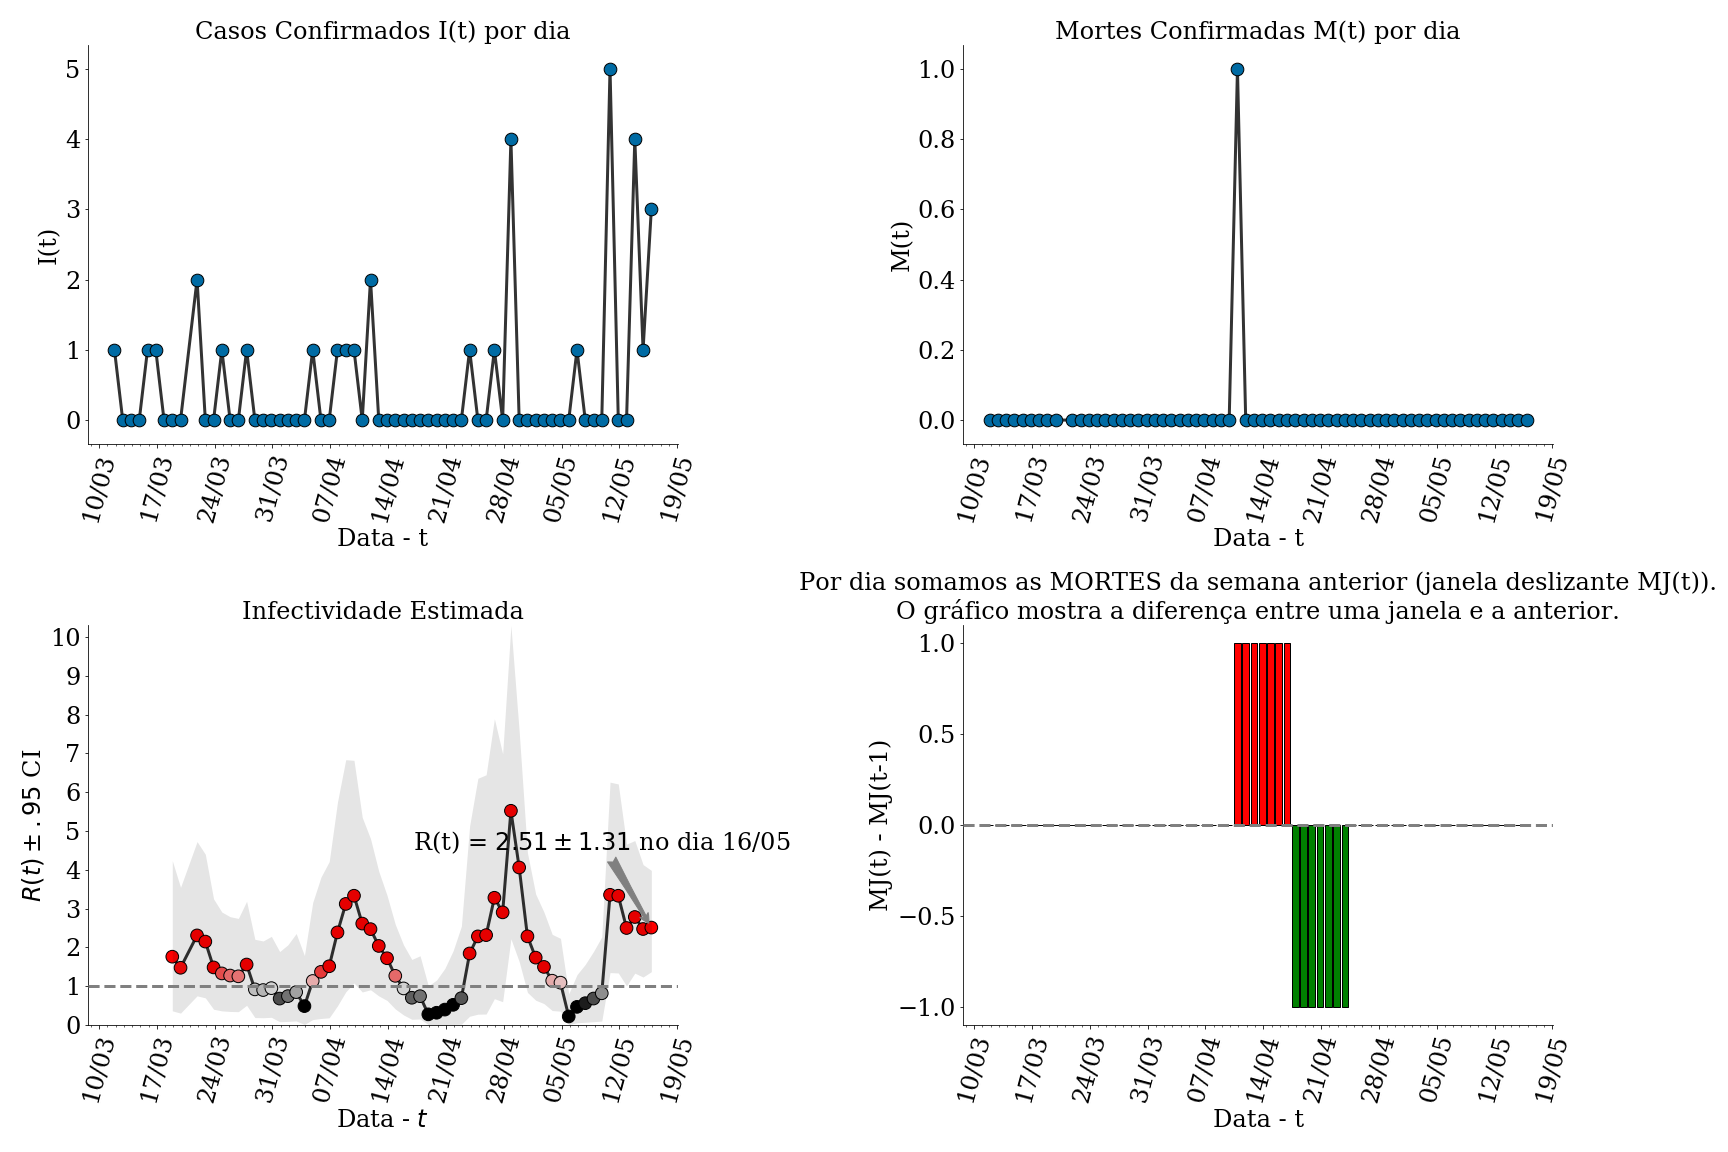 Casos Confirmados I(t) por dia
5
4
3
2
1
0
I(t)
10/03 17/03 24/03 31/03 07/04 14/04 21/04 28/04 05/05 12/05 19/05
Data - t
Mortes Confirmadas M(t) por dia
1.0
0.8
0.6
0.4
0.2
0.0
M(t)
10/03 17/03 24/03 31/03 07/04 14/04 21/04 28/04 05/05 12/05 19/05
Data - t
Infectividade Estimada
10
9
8
7
6
5
4
3
2
1
0
R(t) ± .95 CI
R(t) = 2.51 ± 1.31 no dia 16/05
10/03 17/03 24/03 31/03 07/04 14/04 21/04 28/04 05/05 12/05 19/05
Data - t
Por dia somamos as MORTES da semana anterior (janela deslizante MJ(t)).
O gráfico mostra a diferença entre uma janela e a anterior.
1.0
0.5
0.0
−0.5
−1.0
MJ(t) - MJ(t-1)
10/03 17/03 24/03 31/03 07/04 14/04 21/04 28/04 05/05 12/05 19/05
Data - t